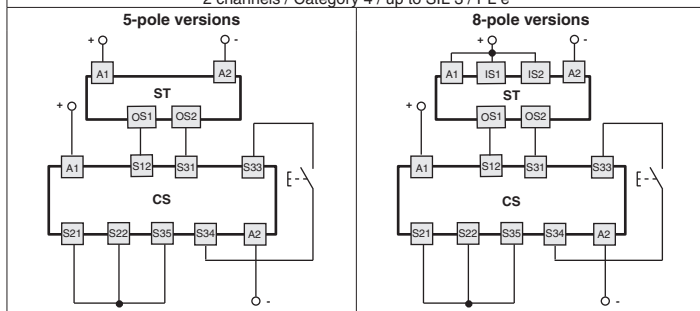 2 channels / Category 4 / up to SIL 3 / PL e
5-pole versions
+ -
A1 A2
ST
OS1 OS2
+
A1 S12 S31 S33
CS
S21 S22 S35 S34 A2
-
8-pole versions
+ -
A1 IS1 IS2 A2
ST
OS1 OS2
+
A1 S12 S31 S33
CS
S21 S22 S35 S34 A2
-